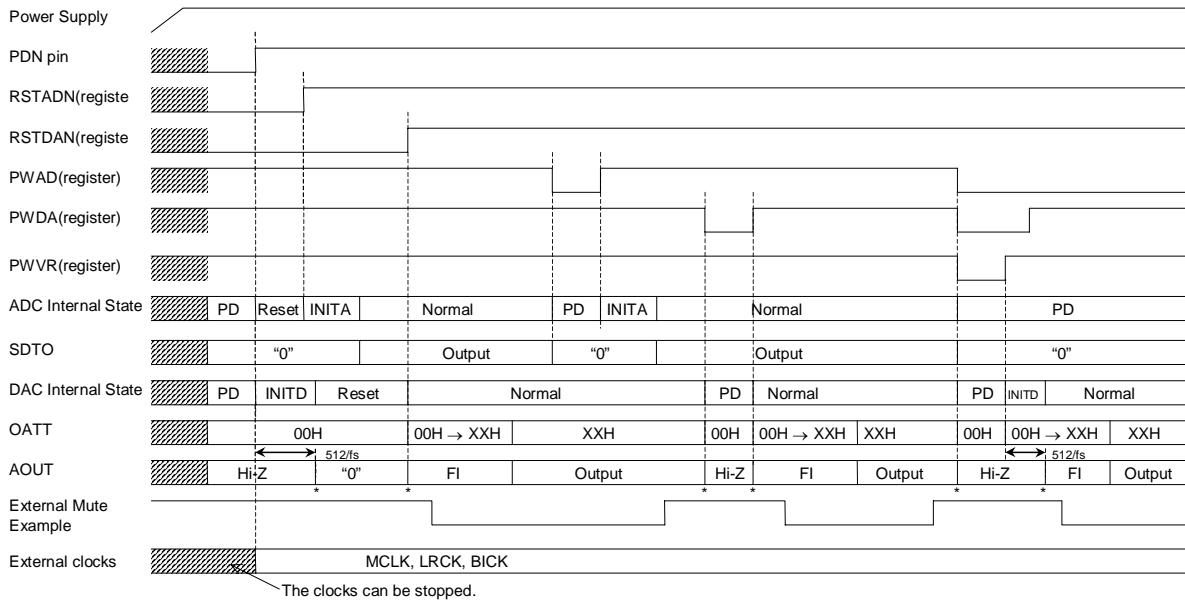 Power Supply
PDN pin
RSTADN(registe
RSTDAN(registe
PWAD(register)
PWDA(register)
PWVR(register)
ADC Internal State PD Reset INITA Normal PD INITA Normal PD
SDTO “0” Output “0” Output “0”
DAC Internal State PD INITD Reset Normal PD Normal PD INITD Normal
OATT 00H 00H → XXH XXH 00H 00H → XXH XXH 00H 00H → XXH XXH
512/fs 512/fs
AOUT Hi-Z “0” FI Output Hi-Z FI Output Hi-Z FI Output
* * * * * *
External Mute
Example
External clocks MCLK, LRCK, BICK
The clocks can be stopped.